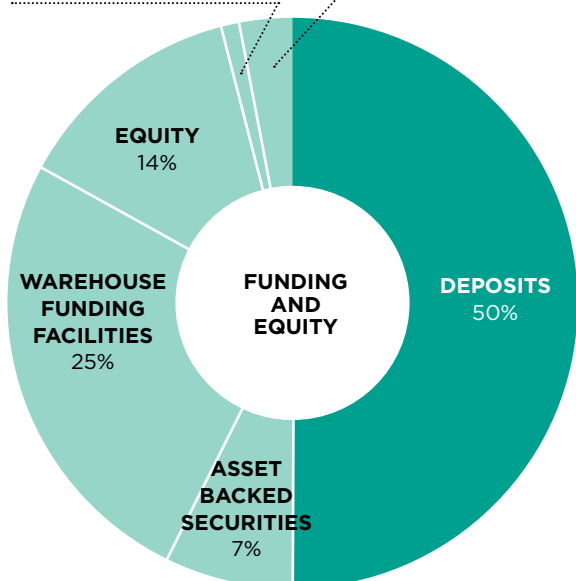 EQUITY
14%
WAREHOUSE
FUNDING
FACILITIES
25%
FUNDING
AND
EQUITY
DEPOSITS
50%
ASSET
BACKED
SECURITIES
7%